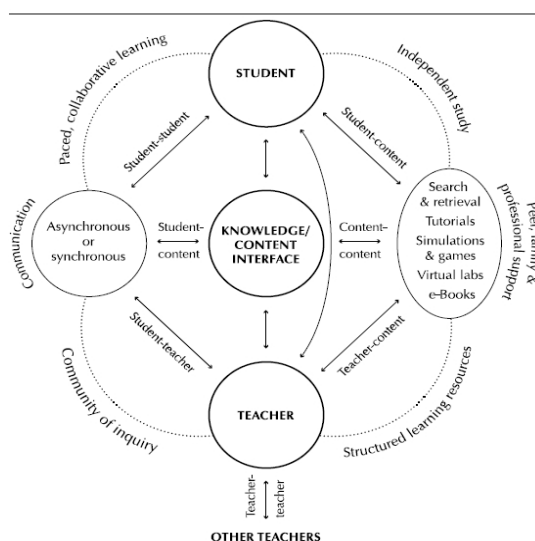 Paced, collaborative learning
STUDENT
Independent study
Student-student
Student-content
Communication
Asynchronous
or
synchronous
Student-
content
KNOWLEDGE/
CONTENT
INTERFACE
Content–
content
Search
& retrieval
Tutorials
Simulations
& games
Virtual labs
e–Books
Peer, family &
professional support
Student-teacher
Teacher-content
Community of inquiry
TEACHER
Structured learning resources
Teacher-
teacher
OTHER TEACHERS